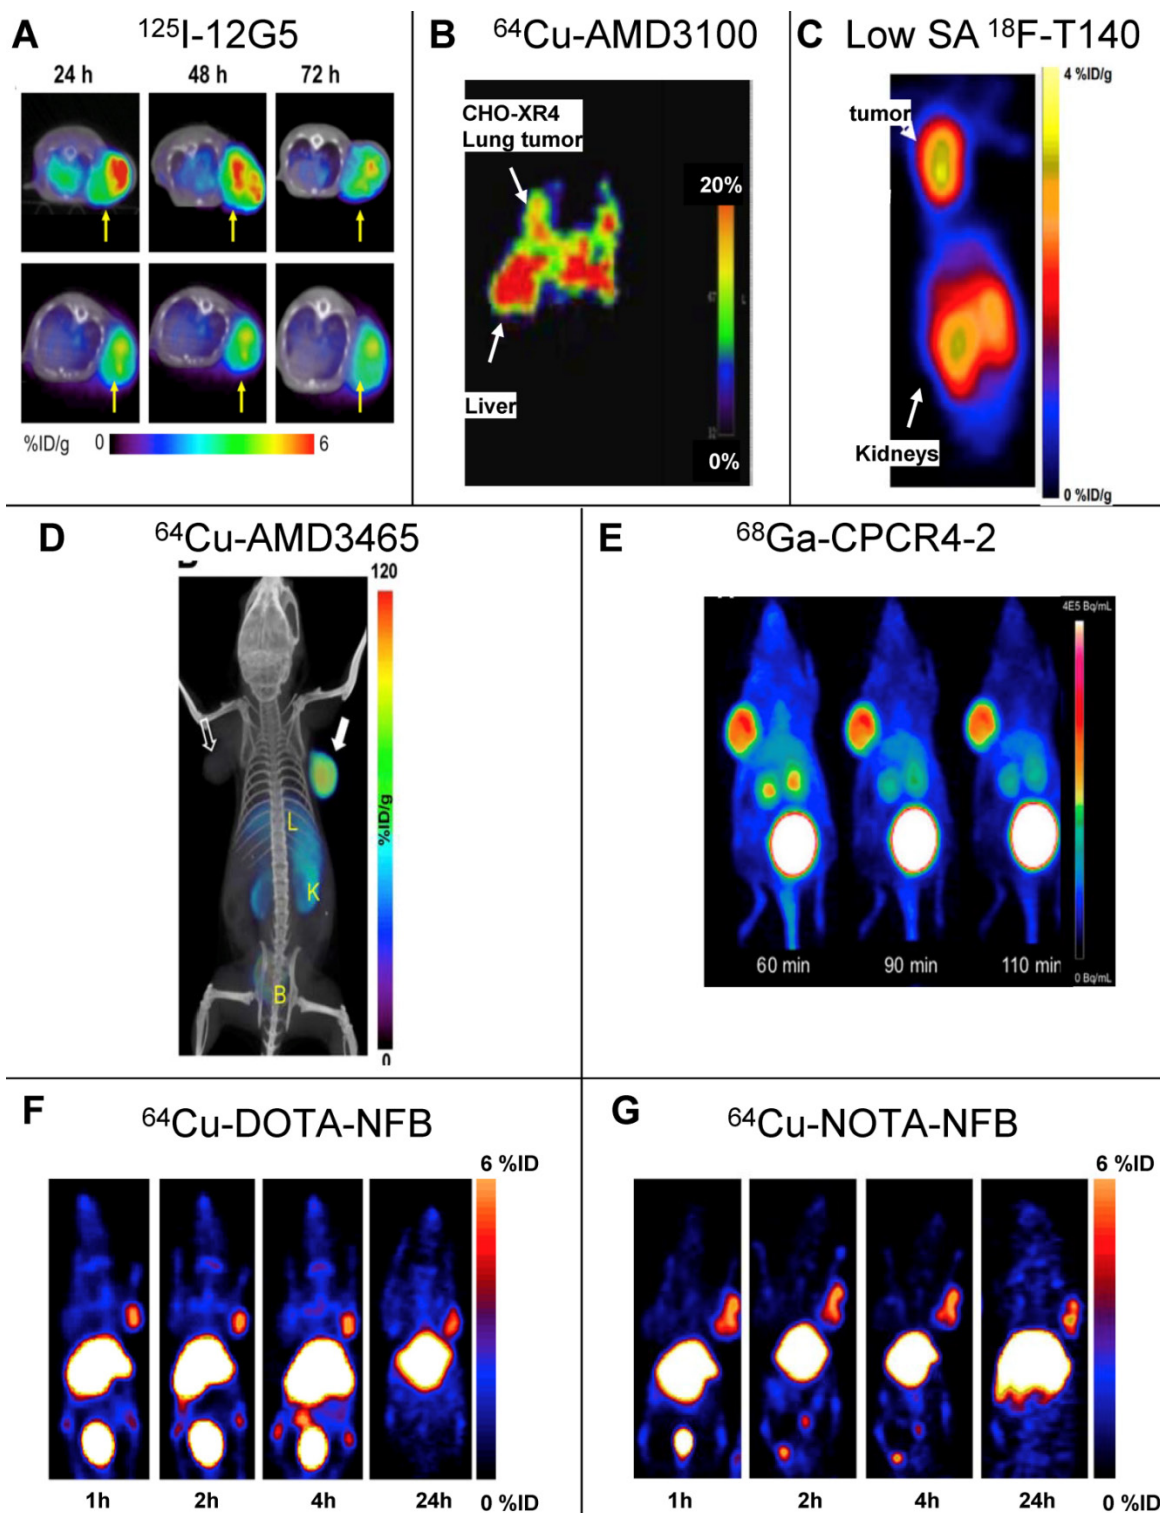 A ¹²⁵I-12G5
24 h 48 h 72 h
%ID/g 0 6
B ⁶⁴Cu-AMD3100
CHO-XR4
Lung tumor
20%
Liver
0%
C Low SA ¹⁸F-T140
4 %ID/g
tumor
Kidneys
0 %ID/g
D ⁶⁴Cu-AMD3465
120
%ID/g
L
K
B
0
E ⁶⁸Ga-CPCR4-2
4E5 Bq/mL
60 min 90 min 110 min
0 Bq/mL
F ⁶⁴Cu-DOTA-NFB
6 %ID
1h 2h 4h 24h
0 %ID
G ⁶⁴Cu-NOTA-NFB
6 %ID
1h 2h 4h 24h
0 %ID